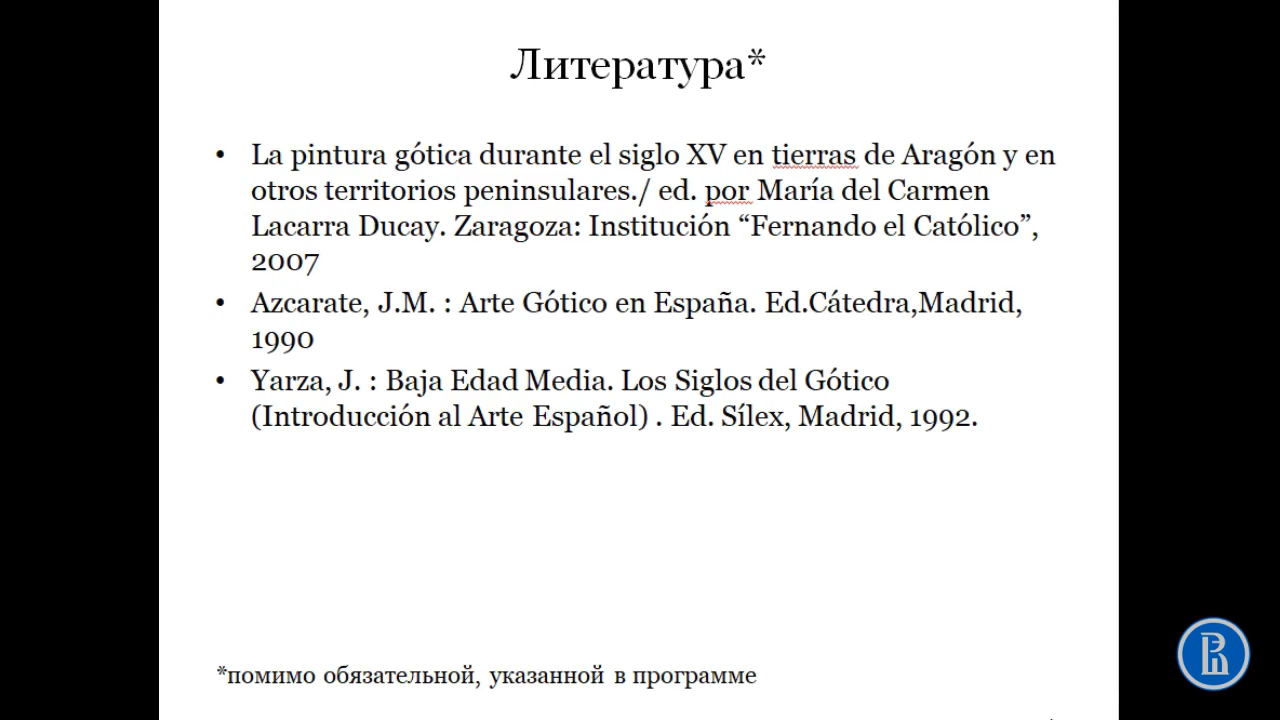 Литература*
• La pintura gótica durante el siglo XV en tierras de Aragón y en
otros territorios peninsulares./ ed. por María del Carmen
Lacarra Ducay. Zaragoza: Institución “Fernando el Católico”,
2007
• Azcarate, J.M. : Arte Gótico en España. Ed.Cátedra,Madrid,
1990
• Yarza, J. : Baja Edad Media. Los Siglos del Gótico
(Introducción al Arte Español) . Ed. Sílex, Madrid, 1992.
*помимо обязательной, указанной в программе